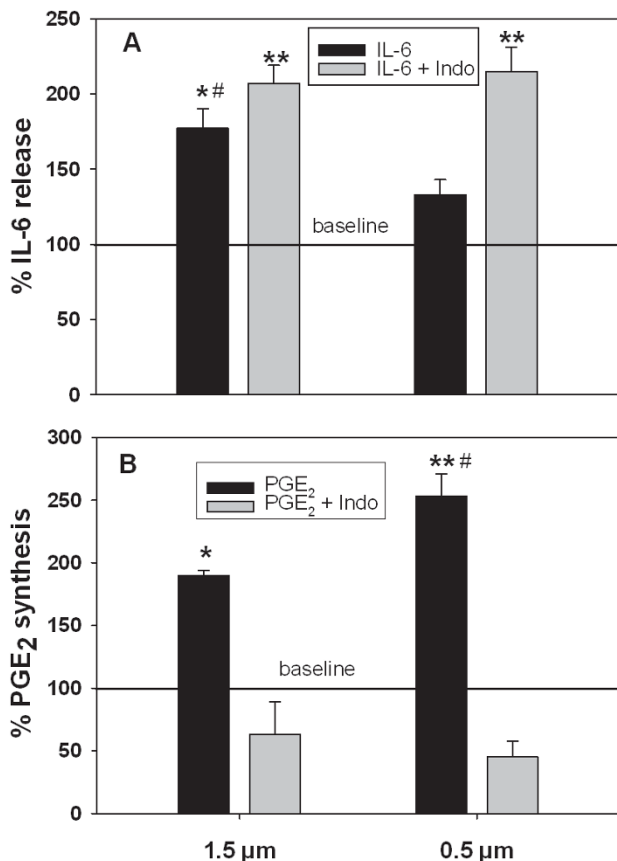 A
250
200
150
100
50
0
% IL-6 release
IL-6
IL-6 + Indo
*#
**
**
baseline
B
300
250
200
150
100
50
0
% PGE2 synthesis
PGE2
PGE2 + Indo
*
**#
baseline
1.5 µm
0.5 µm